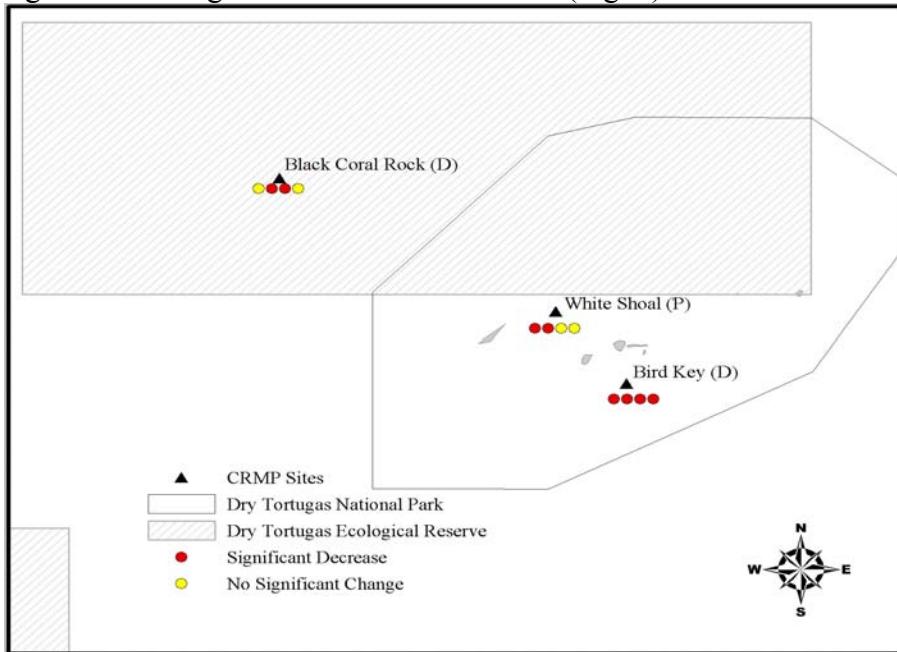 Black Coral Rock (D)
White Shoal (P)
Bird Key (D)
CRMP Sites
Dry Tortugas National Park
Dry Tortugas Ecological Reserve
Significant Decrease
No Significant Change
N
W E
S